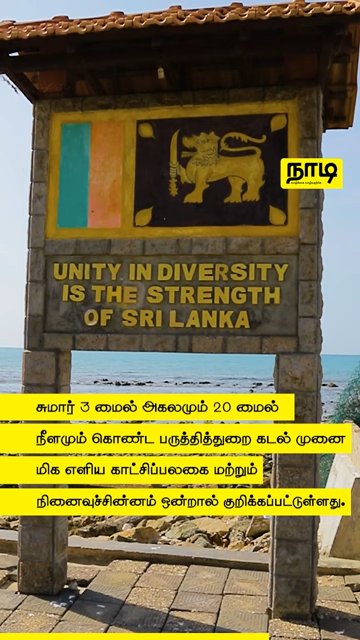 நாடி
UNITY IN DIVERSITY
IS THE STRENGTH
OF SRI LANKA
சுமார் 3 மைல் அகலமும் 20 மைல்
நீளமும் கொண்ட பருத்தித்துறை கடல் முனை
மிக எளிய காட்சிப்பலகை மற்றும்
நினைவுச்சின்னம் ஒன்றால் குறிக்கப்பட்டுள்ளது.